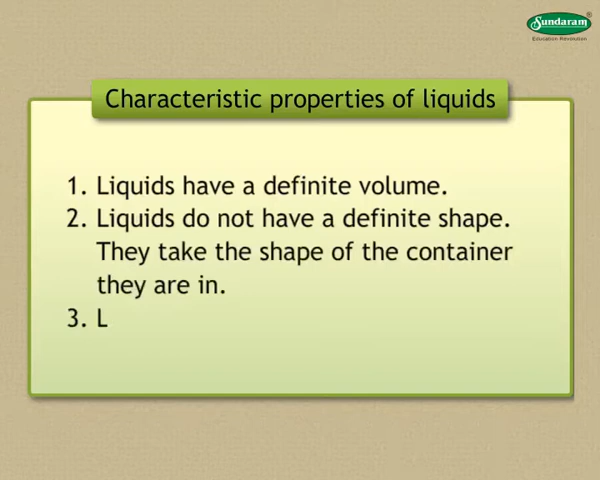 Sundaram®
Education Revolution
Characteristic properties of liquids
1. Liquids have a definite volume.
2. Liquids do not have a definite shape.
They take the shape of the container
they are in.
3. L